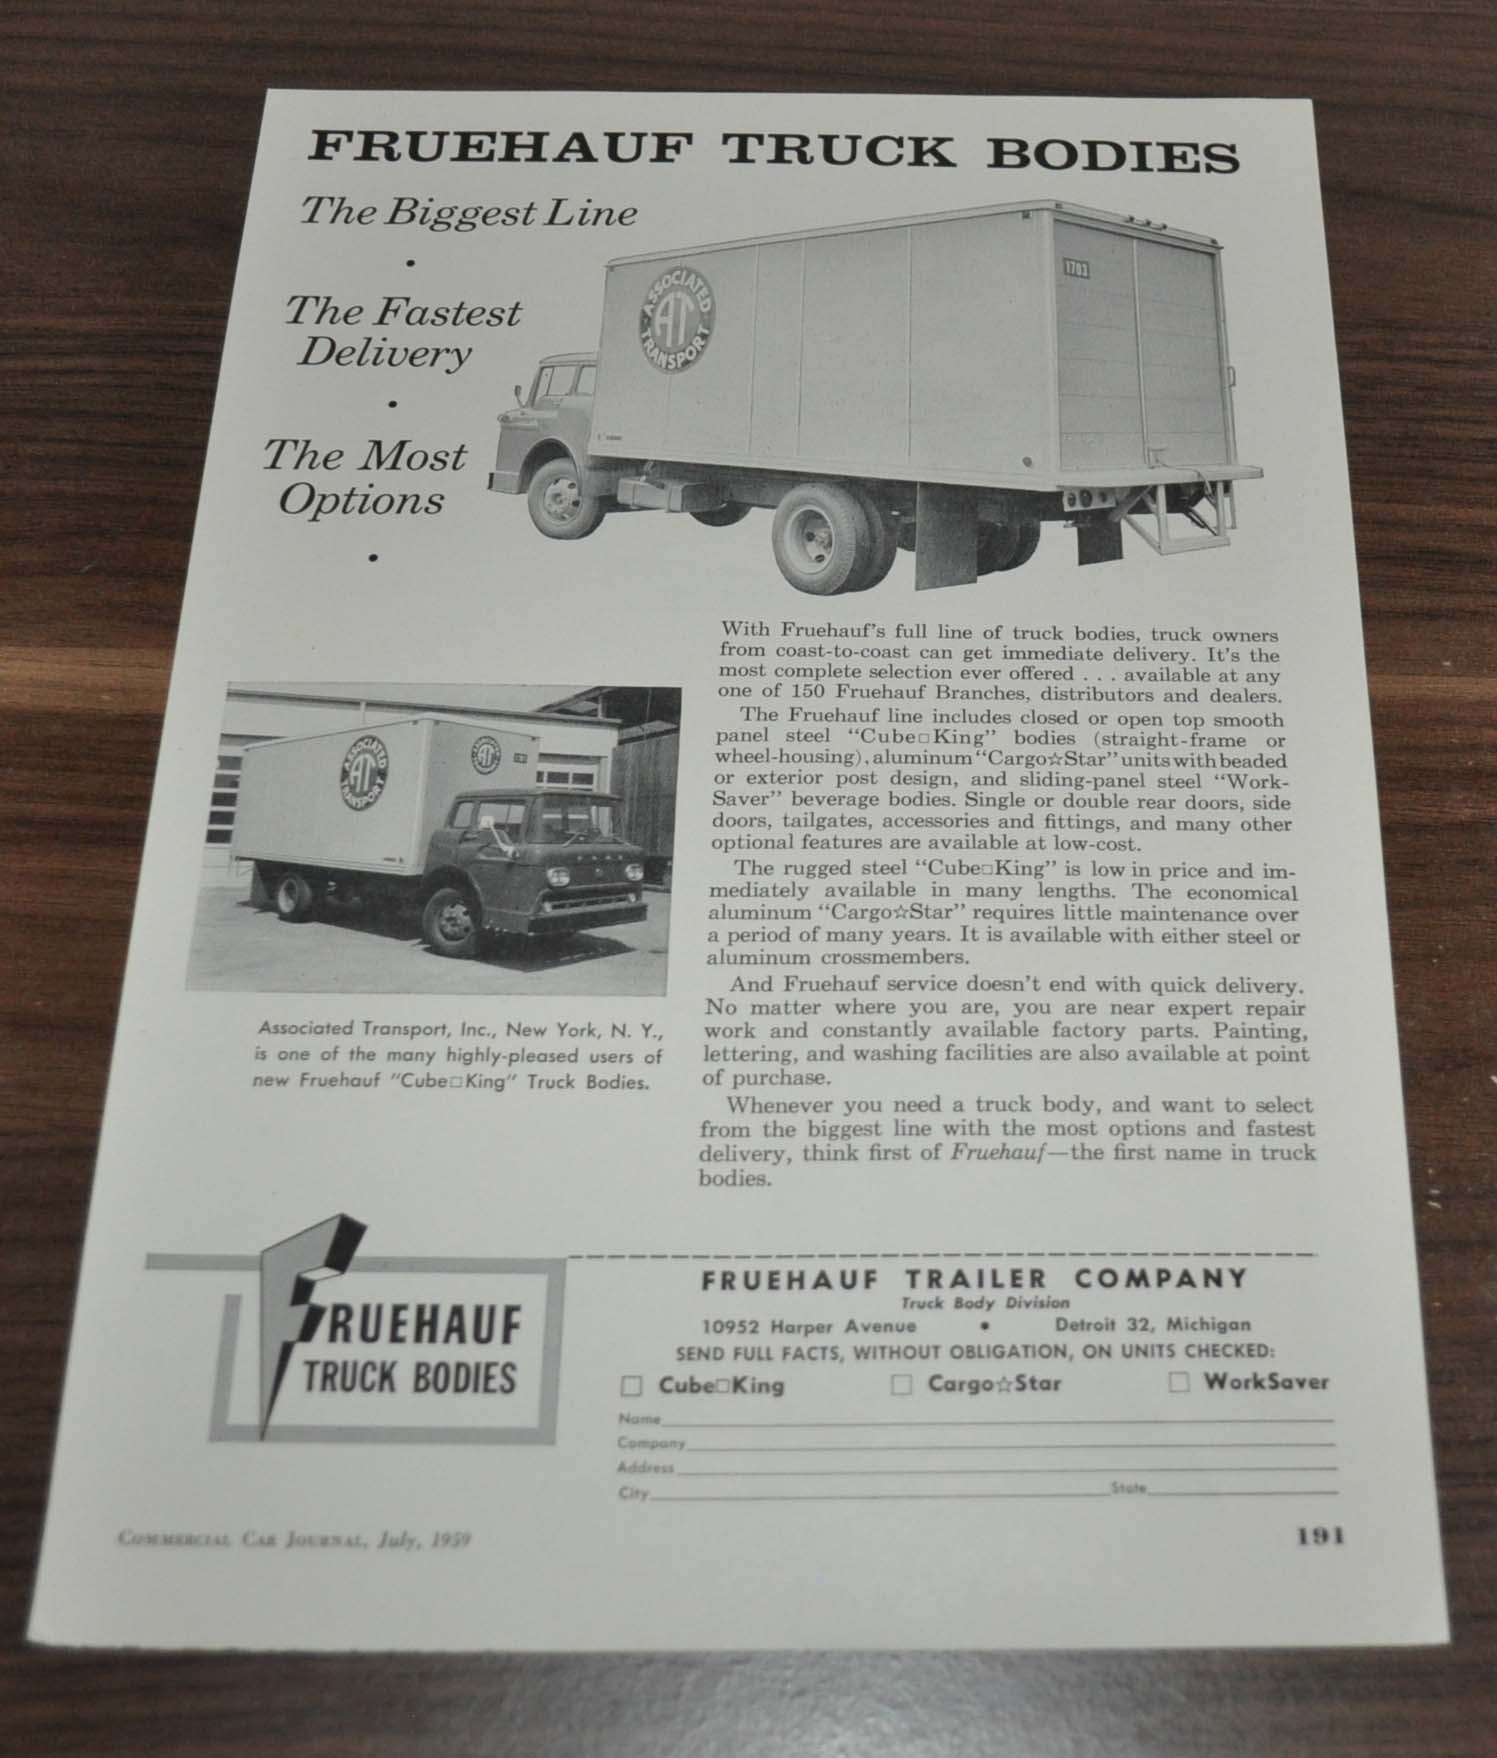 FRUEHAUF TRUCK BODIES
The Biggest Line
•
The Fastest
Delivery
•
The Most
Options
•
ASSOCIATED
AT
TRANSPORT
1703
With Fruehauf's full line of truck bodies, truck owners
from coast-to-coast can get immediate delivery. It's the
most complete selection ever offered . . . available at any
one of 150 Fruehauf Branches, distributors and dealers.
The Fruehauf line includes closed or open top smooth
panel steel “Cube□King” bodies (straight-frame or
wheel-housing), aluminum “Cargo☆Star” units with beaded
or exterior post design, and sliding-panel steel “Work-
Saver” beverage bodies. Single or double rear doors, side
doors, tailgates, accessories and fittings, and many other
optional features are available at low-cost.
The rugged steel “Cube□King” is low in price and im-
mediately available in many lengths. The economical
aluminum “Cargo☆Star” requires little maintenance over
a period of many years. It is available with either steel or
aluminum crossmembers.
And Fruehauf service doesn't end with quick delivery.
No matter where you are, you are near expert repair
work and constantly available factory parts. Painting,
lettering, and washing facilities are also available at point
of purchase.
Whenever you need a truck body, and want to select
from the biggest line with the most options and fastest
delivery, think first of Fruehauf—the first name in truck
bodies.
ASSOCIATED
AT
TRANSPORT
FORD
Associated Transport, Inc., New York, N. Y.,
is one of the many highly-pleased users of
new Fruehauf “Cube□King” Truck Bodies.
FRUEHAUF
TRUCK BODIES
FRUEHAUF TRAILER COMPANY
Truck Body Division
10952 Harper Avenue • Detroit 32, Michigan
SEND FULL FACTS, WITHOUT OBLIGATION, ON UNITS CHECKED:
□ Cube□King □ Cargo☆Star □ WorkSaver
Name
Company
Address
City State
COMMERCIAL CAR JOURNAL, July, 1959
191